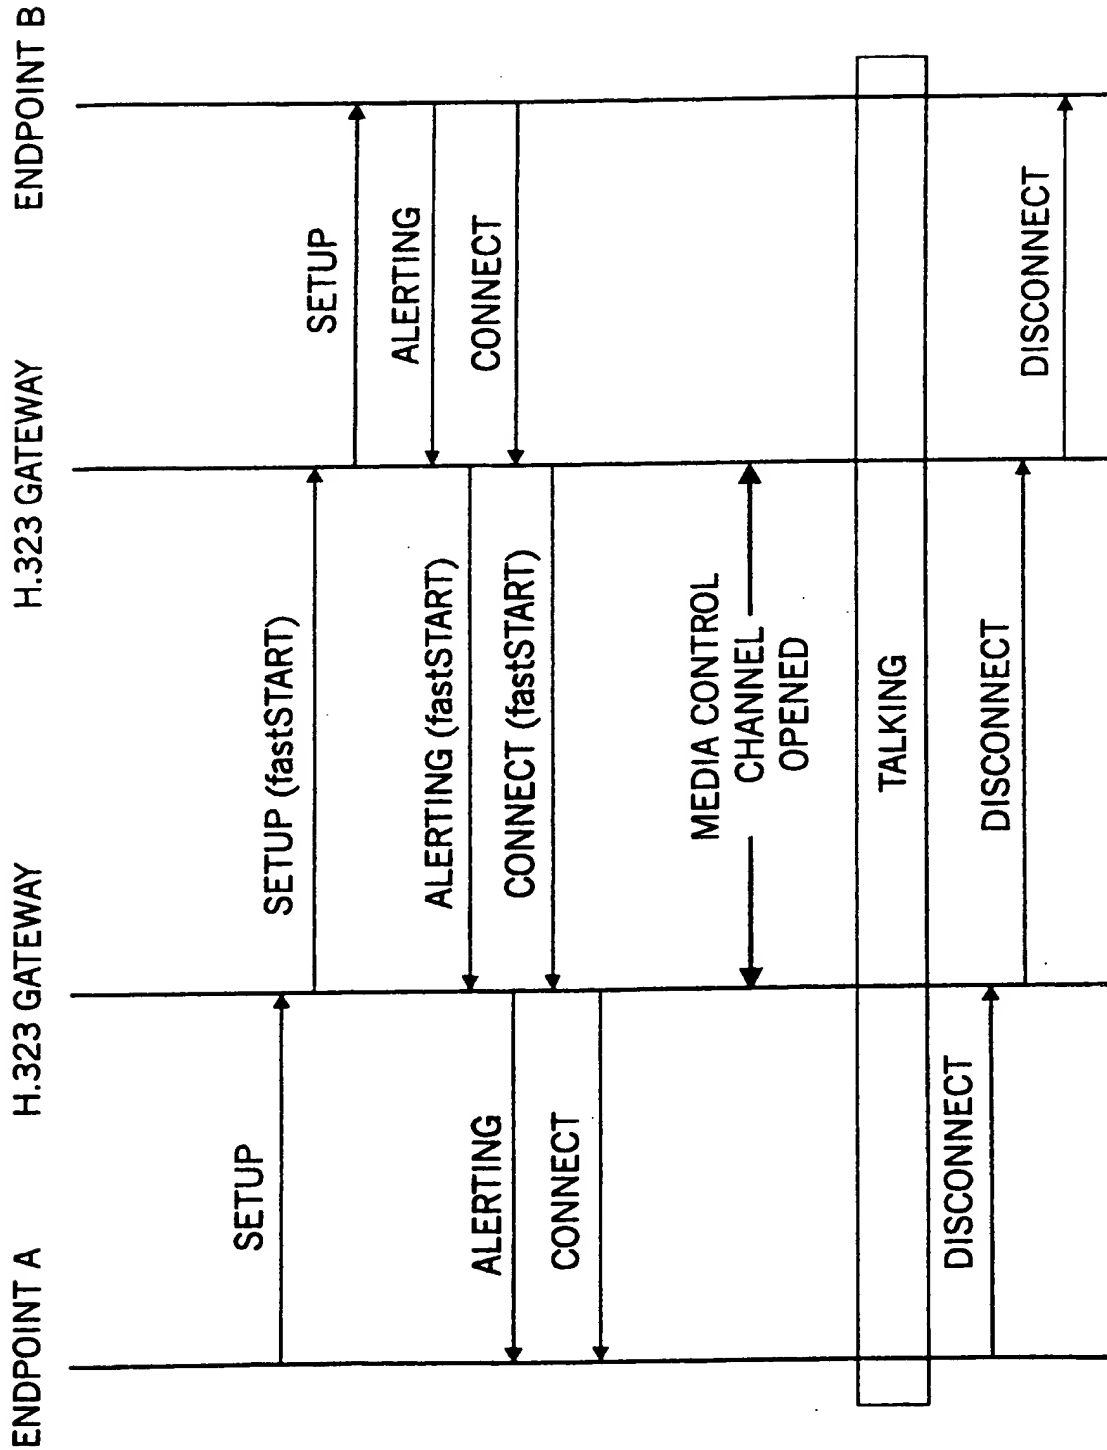 ENDPOINT A
H.323 GATEWAY
H.323 GATEWAY
ENDPOINT B
SETUP
SETUP (fastSTART)
SETUP
ALERTING
ALERTING (fastSTART)
ALERTING
CONNECT
CONNECT (fastSTART)
CONNECT
MEDIA CONTROL
CHANNEL
OPENED
TALKING
DISCONNECT
DISCONNECT
DISCONNECT